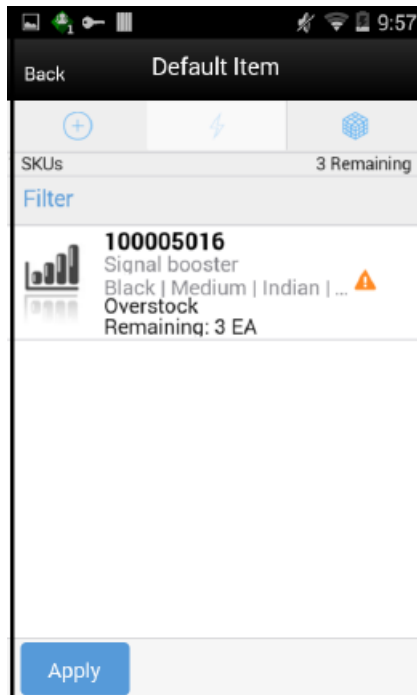 1
9:57
Back
Default Item
SKUs
3 Remaining
Filter
100005016
Signal booster
Black | Medium | Indian | ...
Overstock
Remaining: 3 EA
Apply